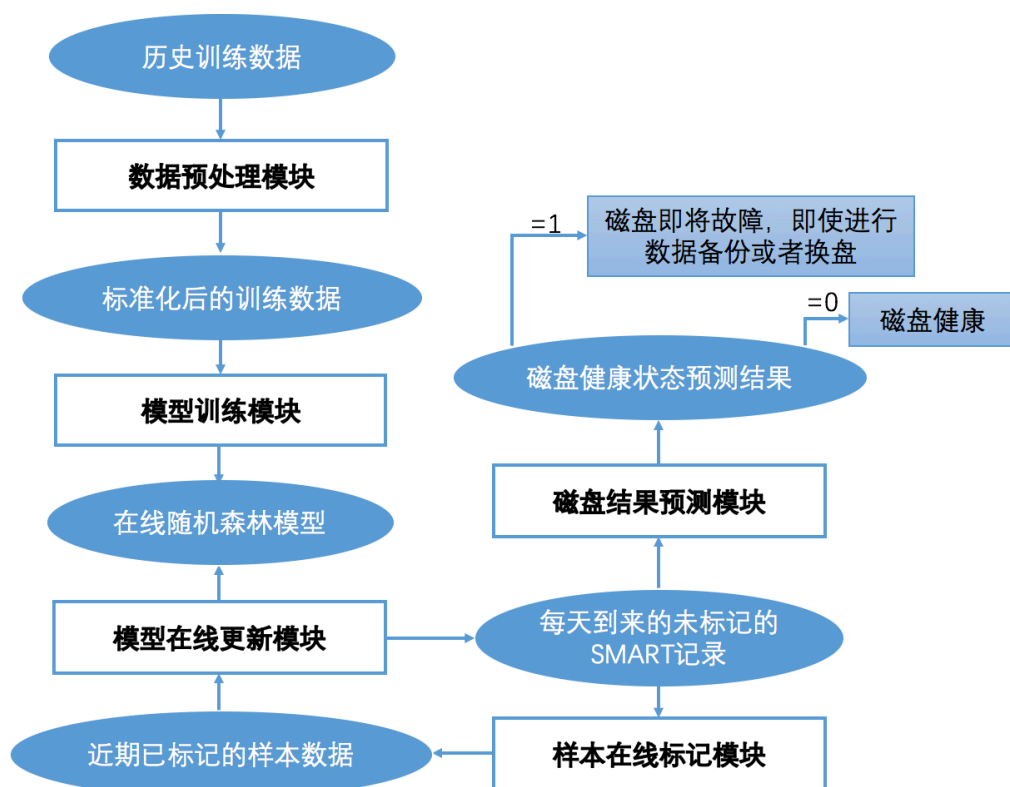 历史训练数据
数据预处理模块
标准化后的训练数据
模型训练模块
在线随机森林模型
模型在线更新模块
近期已标记的样本数据
=1
磁盘即将故障，即使进行
数据备份或者换盘
=0
磁盘健康
磁盘健康状态预测结果
磁盘结果预测模块
每天到来的未标记的
SMART记录
样本在线标记模块